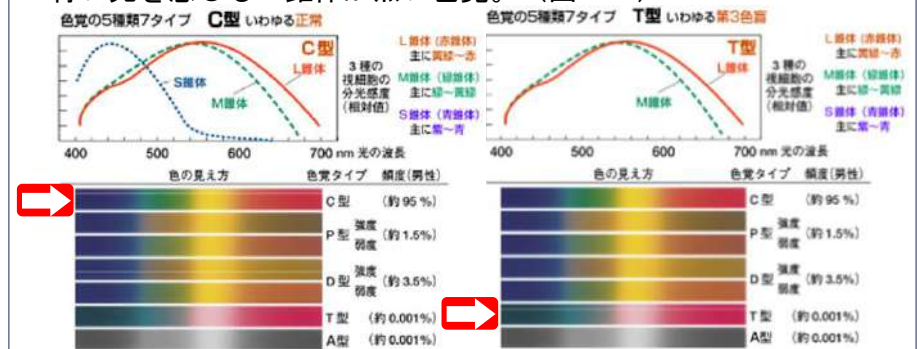 色覚の5種類7タイプ C型 いわゆる正常
C型
L錐体
S錐体
M錐体
3種の
視細胞の
分光感度
(相対値)
L錐体(赤錐体)
主に黄緑〜赤
M錐体(緑錐体)
主に緑〜黄緑
S錐体(青錐体)
主に紫〜青
400 500 600 700 nm 光の波長
色の見え方 色覚タイプ 頻度(男性)
C型 (約95 %)
P型 強度 弱度 (約1.5%)
D型 強度 弱度 (約3.5%)
T型 (約0.001%)
A型 (約0.001%)
色覚の5種類7タイプ T型 いわゆる第3色盲
T型
L錐体
M錐体
3種の
視細胞の
分光感度
(相対値)
L錐体(赤錐体)
主に黄緑〜赤
M錐体(緑錐体)
主に緑〜黄緑
S錐体(青錐体)
主に紫〜青
400 500 600 700 nm 光の波長
色の見え方 色覚タイプ 頻度(男性)
C型 (約95 %)
P型 強度 弱度 (約1.5%)
D型 強度 弱度 (約3.5%)
T型 (約0.001%)
A型 (約0.001%)